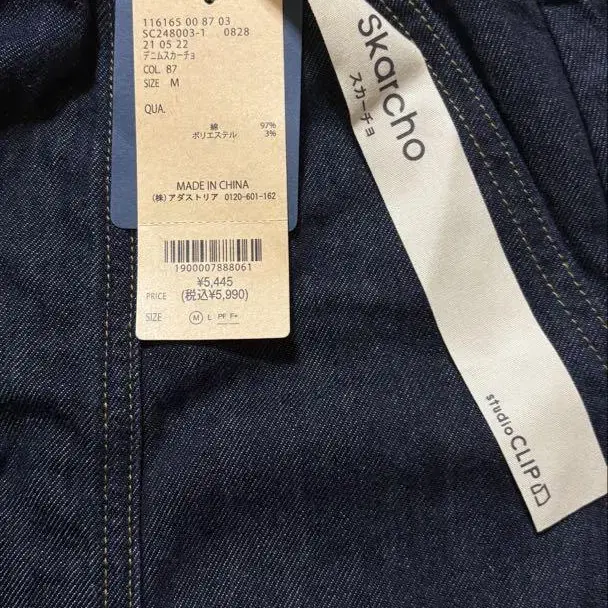 116165 00 87 03
SC248003-1 0828
21 05 22
デニムスカーチョ
COL. 87
SIZE M
QUA.
綿 97%
ポリエステル 3%
MADE IN CHINA
(株)アダストリア 0120-601-162
1900007888061
¥5,445
PRICE (税込¥5,990)
SIZE M L PF F+
Skarcho
スカーチョ
studio CLIP